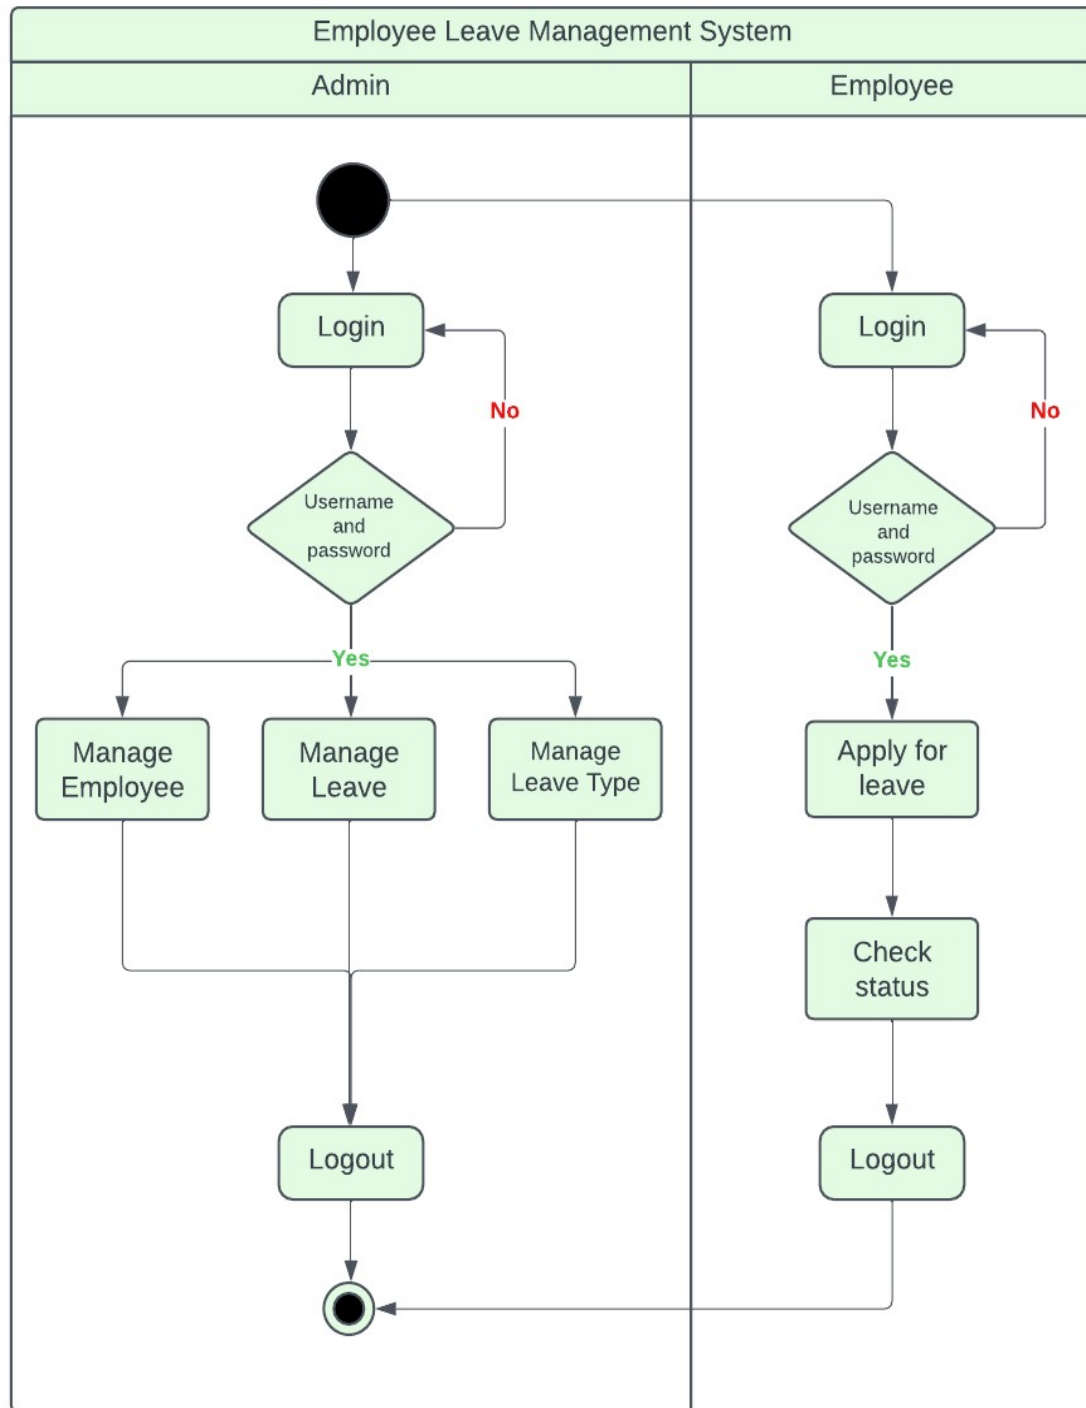 Employee Leave Management System
Admin
Employee
Login
Login
No
No
Username
and
password
Username
and
password
Yes
Yes
Manage
Employee
Manage
Leave
Manage
Leave Type
Apply for
leave
Check
status
Logout
Logout